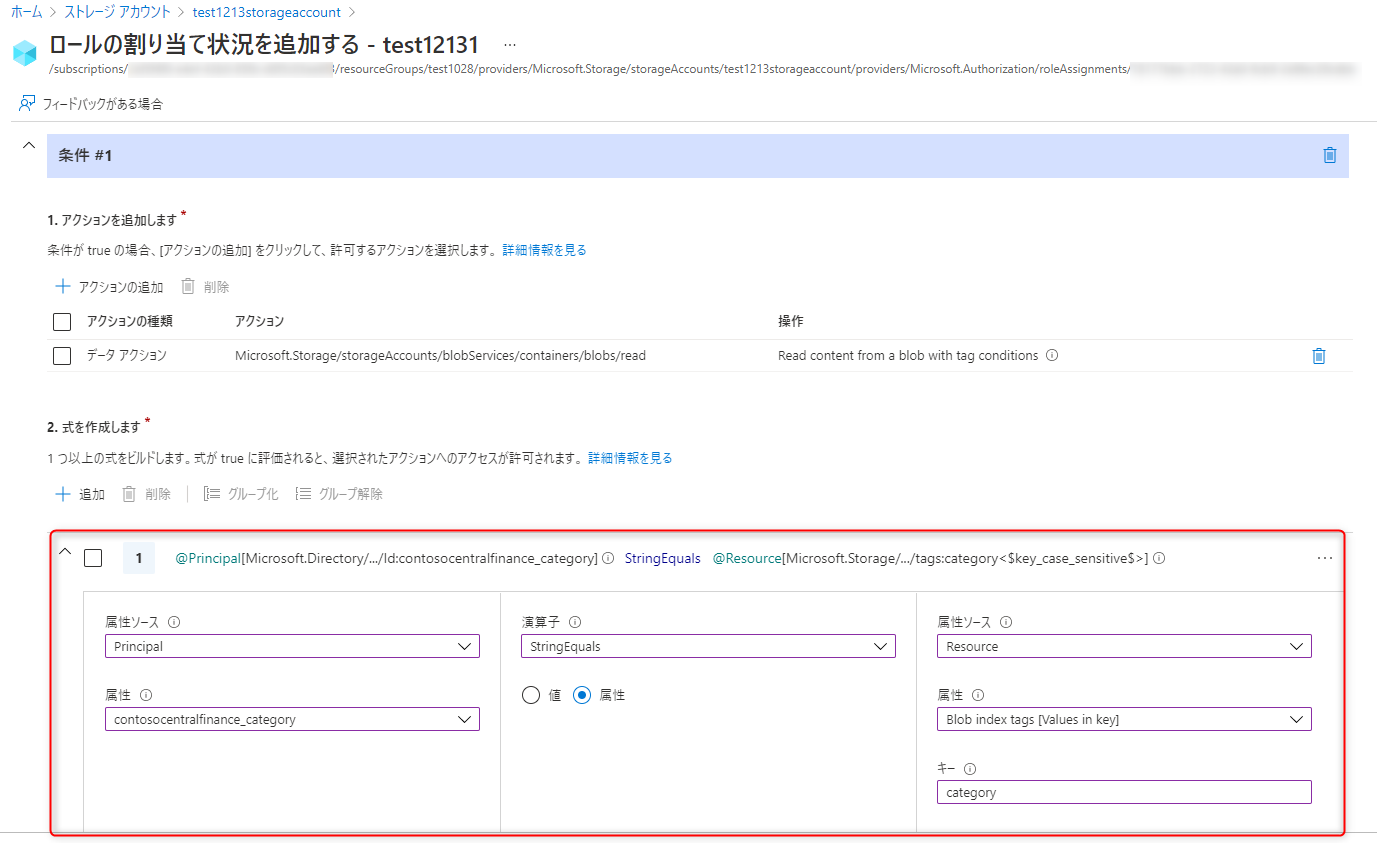 ホーム > ストレージ アカウント > test1213storageaccount >
ロールの割り当て状況を追加する - test12131 ...
/subscriptions/ /resourceGroups/test1028/providers/Microsoft.Storage/storageAccounts/test1213storageaccount/providers/Microsoft.Authorization/roleAssignments/
フィードバックがある場合
条件 #1
1. アクションを追加します *
条件が true の場合、[アクションの追加] をクリックして、許可するアクションを選択します。 詳細情報を見る
+ アクションの追加 削除
アクションの種類 アクション 操作
データ アクション Microsoft.Storage/storageAccounts/blobServices/containers/blobs/read Read content from a blob with tag conditions
2. 式を作成します *
1 つ以上の式をビルドします。式が true に評価されると、選択されたアクションへのアクセスが許可されます。 詳細情報を見る
+ 追加 削除 グループ化 グループ解除
1 @Principal[Microsoft.Directory/.../Id:contosocentralfinance_category] StringEquals @Resource[Microsoft.Storage/.../tags:category<$key_case_sensitive$>] ...
属性ソース 演算子 属性ソース
Principal StringEquals Resource
属性 値 属性 属性
contosocentralfinance_category Blob index tags [Values in key]
キー
category